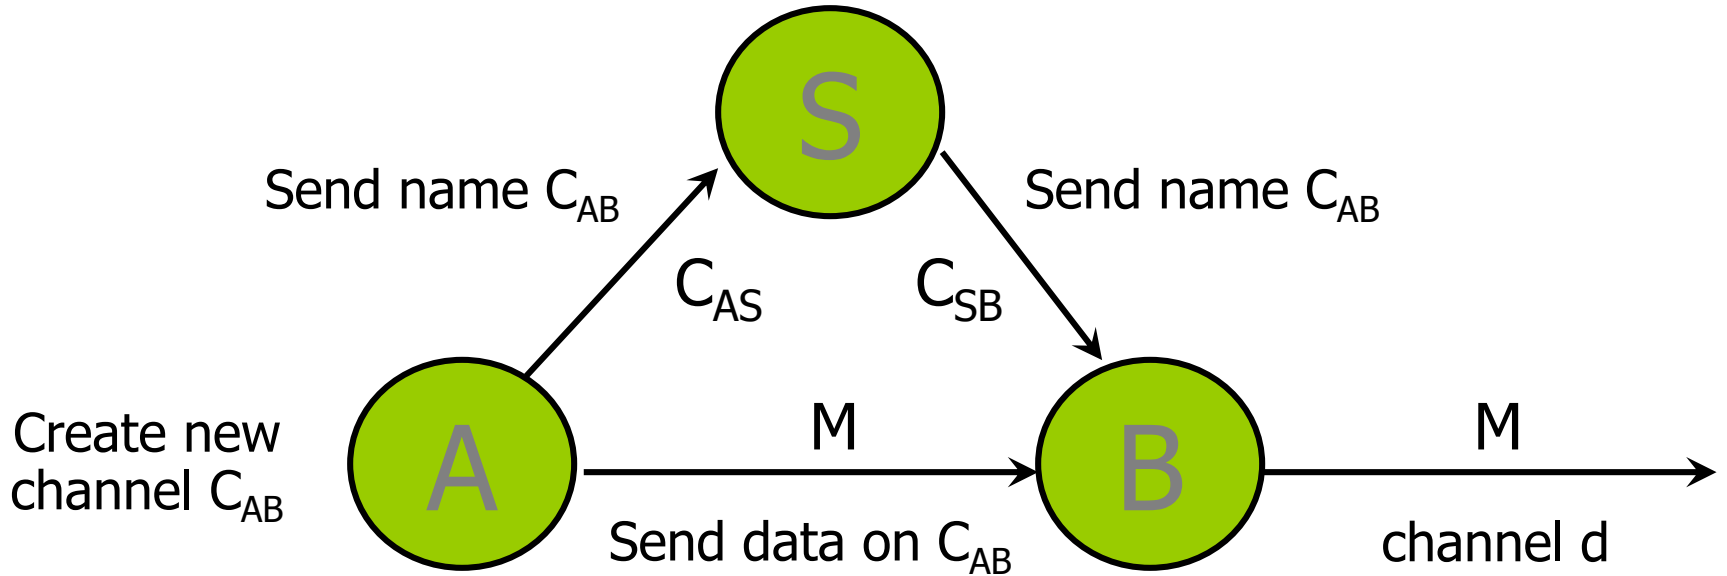 S
Send name C_AB
Send name C_AB
C_AS
C_SB
Create new
channel C_AB
A
M
B
M
Send data on C_AB
channel d